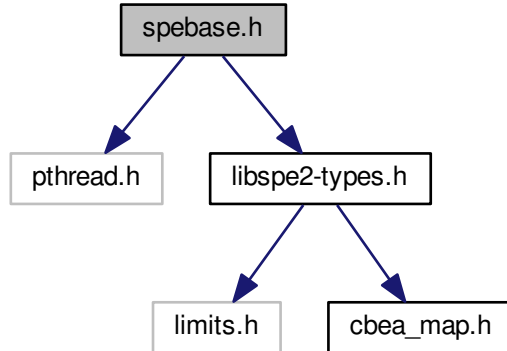 spebase.h
pthread.h
libspe2-types.h
limits.h
cbea_map.h